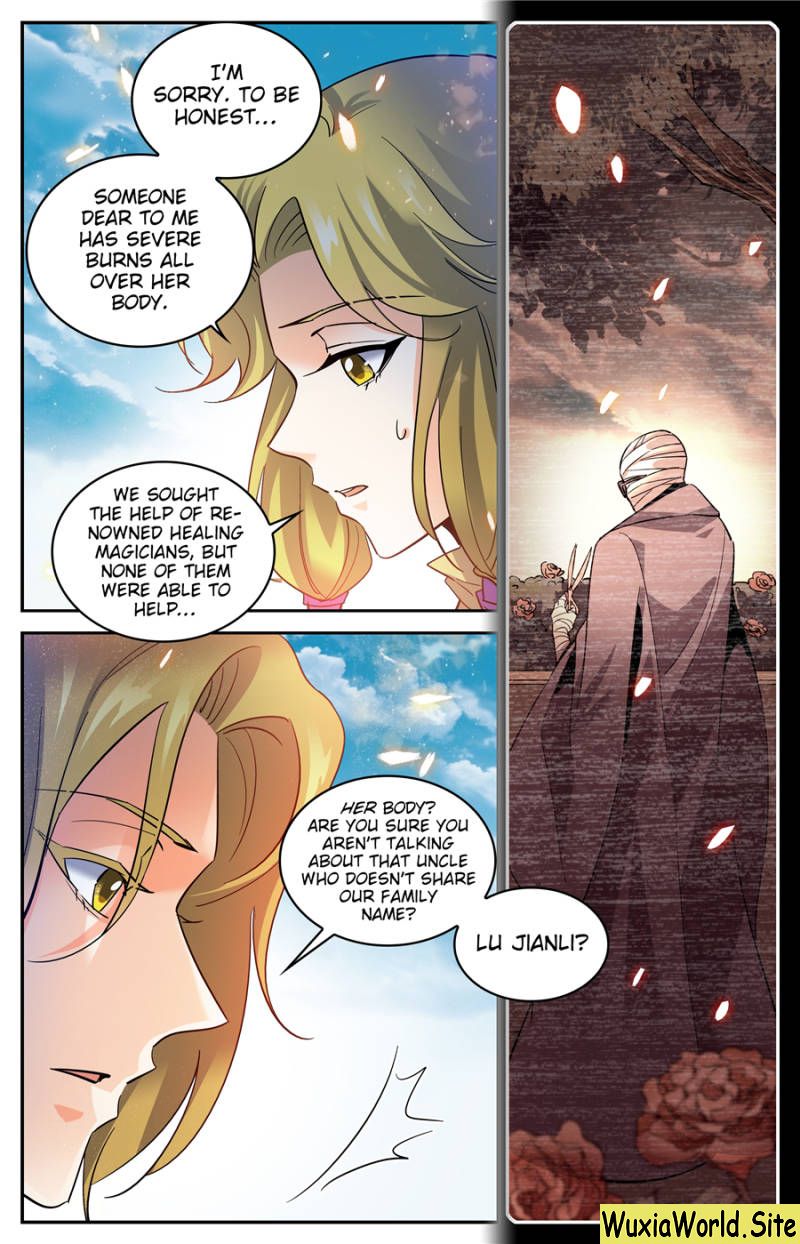 I'M
SORRY. TO BE
HONEST...
SOMEONE
DEAR TO ME
HAS SEVERE
BURNS ALL
OVER HER
BODY.
WE SOUGHT
THE HELP OF RE-
NOWNED HEALING
MAGICIANS, BUT
NONE OF THEM
WERE ABLE TO
HELP...
HER BODY?
ARE YOU SURE YOU
AREN'T TALKING
ABOUT THAT UNCLE
WHO DOESN'T SHARE
OUR FAMILY
NAME?
LU JIANLI?
WuxiaWorld.Site